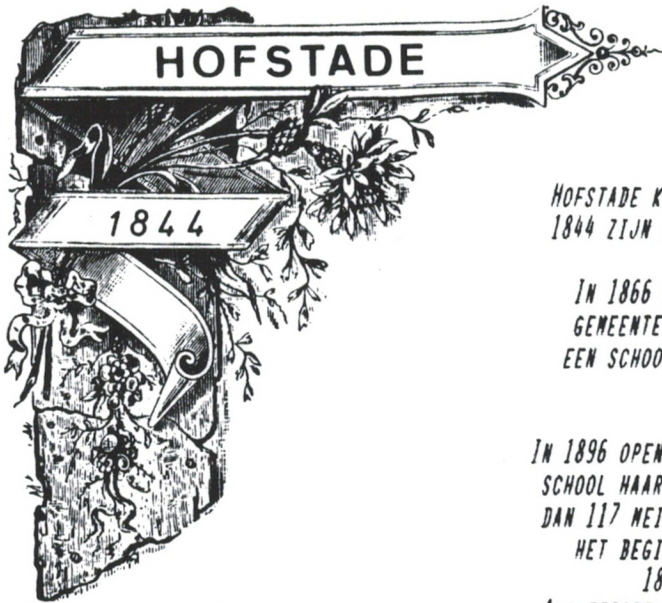 HOFSTADE
1844
HOFSTADE
1844 ZIJN
IN 1866
GEMEENTE
EEN SCHOO
IN 1896 OPEN
SCHOOL HAAR
DAN 117 MEI
HET BEGI
18